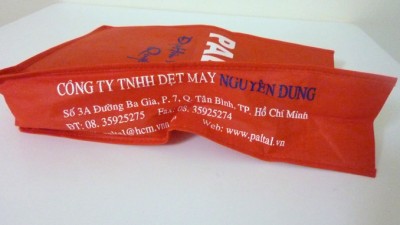 PAL
CÔNG TY TNHH DỆT MAY NGUYÊN DUNG
Số 3A Đường Ba Gia, P. 7, Q. Tân Bình, TP. Hồ Chí Minh
ĐT: 08. 35925275 Fax: 08. 35925274
Web: www.paltal.vn